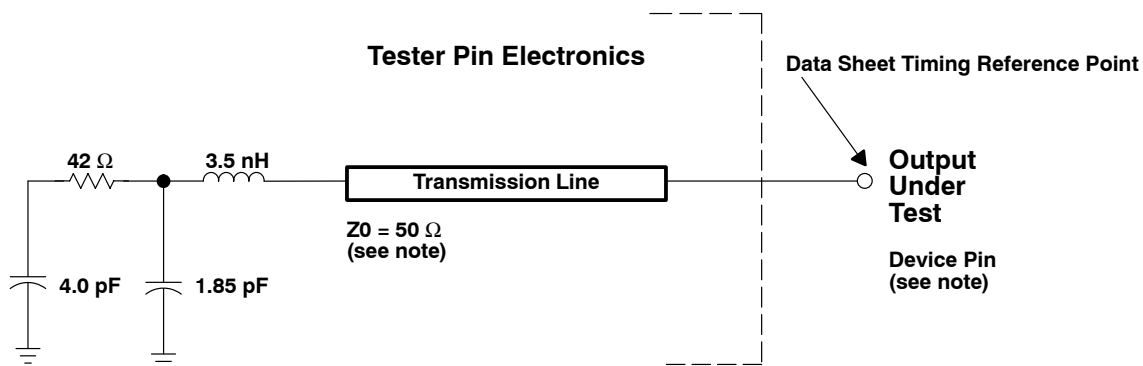 Tester Pin Electronics
Data Sheet Timing Reference Point
42 Ω
3.5 nH
Transmission Line
Output
Under
Test
Z0 = 50 Ω
(see note)
Device Pin
(see note)
4.0 pF
1.85 pF